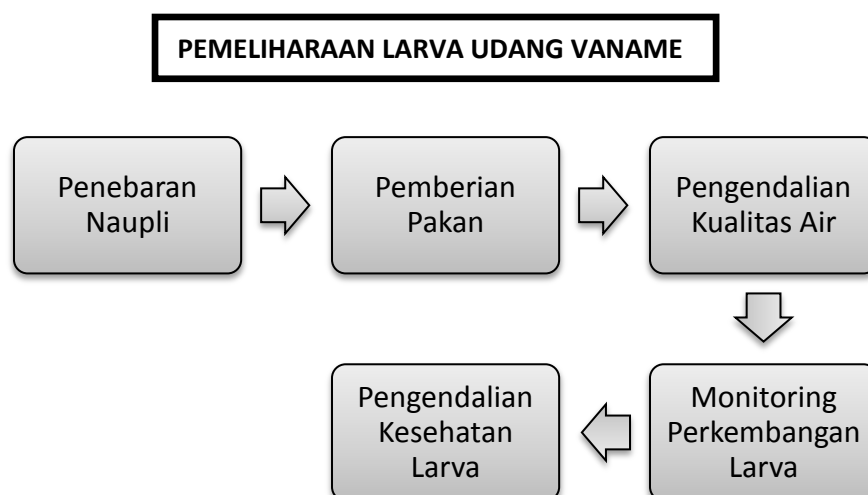 PEMELIHARAAN LARVA UDANG VANAME
Penebaran
Naupli
Pemberian
Pakan
Pengendalian
Kualitas Air
Monitoring
Perkembangan
Larva
Pengendalian
Kesehatan
Larva